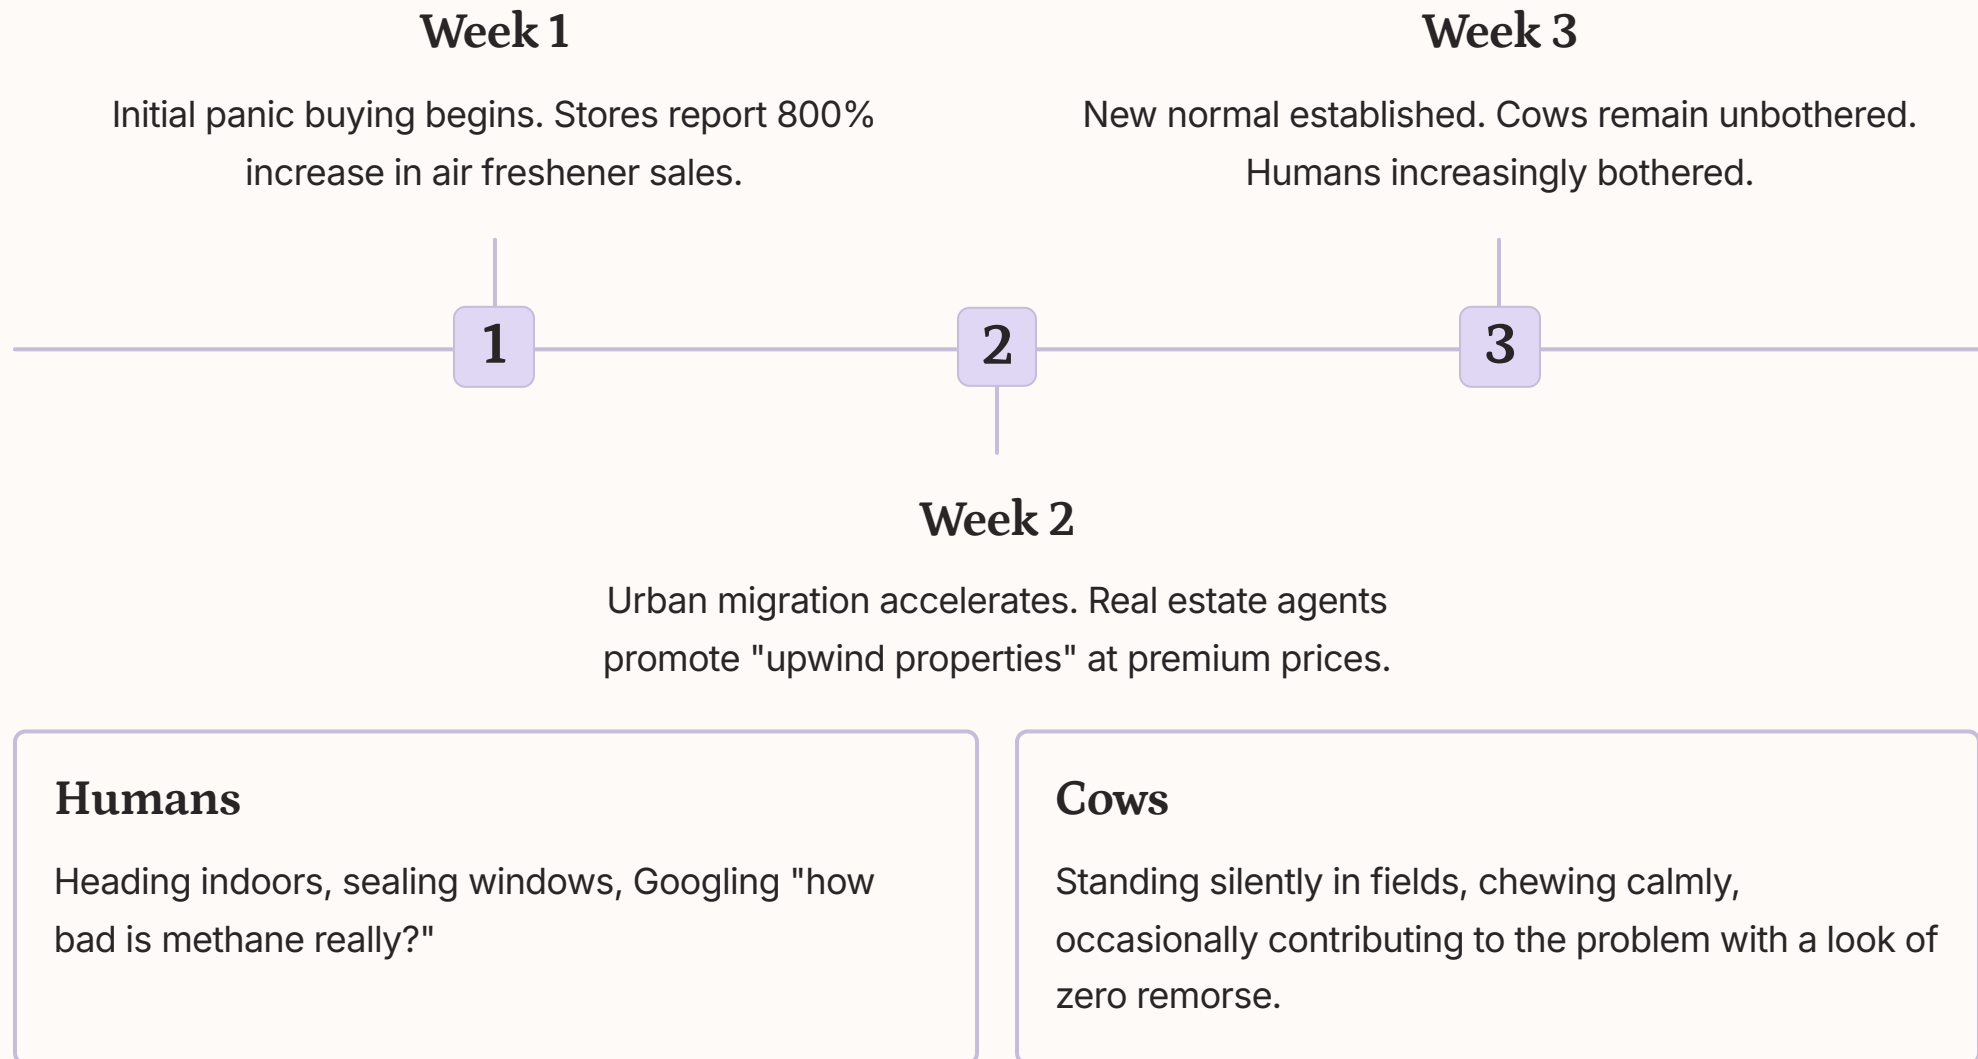 Week 1
Initial panic buying begins. Stores report 800%
increase in air freshener sales.
Week 3
New normal established. Cows remain unbothered.
Humans increasingly bothered.
1
2
3
Week 2
Urban migration accelerates. Real estate agents
promote "upwind properties" at premium prices.
Humans
Heading indoors, sealing windows, Googling "how
bad is methane really?"
Cows
Standing silently in fields, chewing calmly,
occasionally contributing to the problem with a look of
zero remorse.